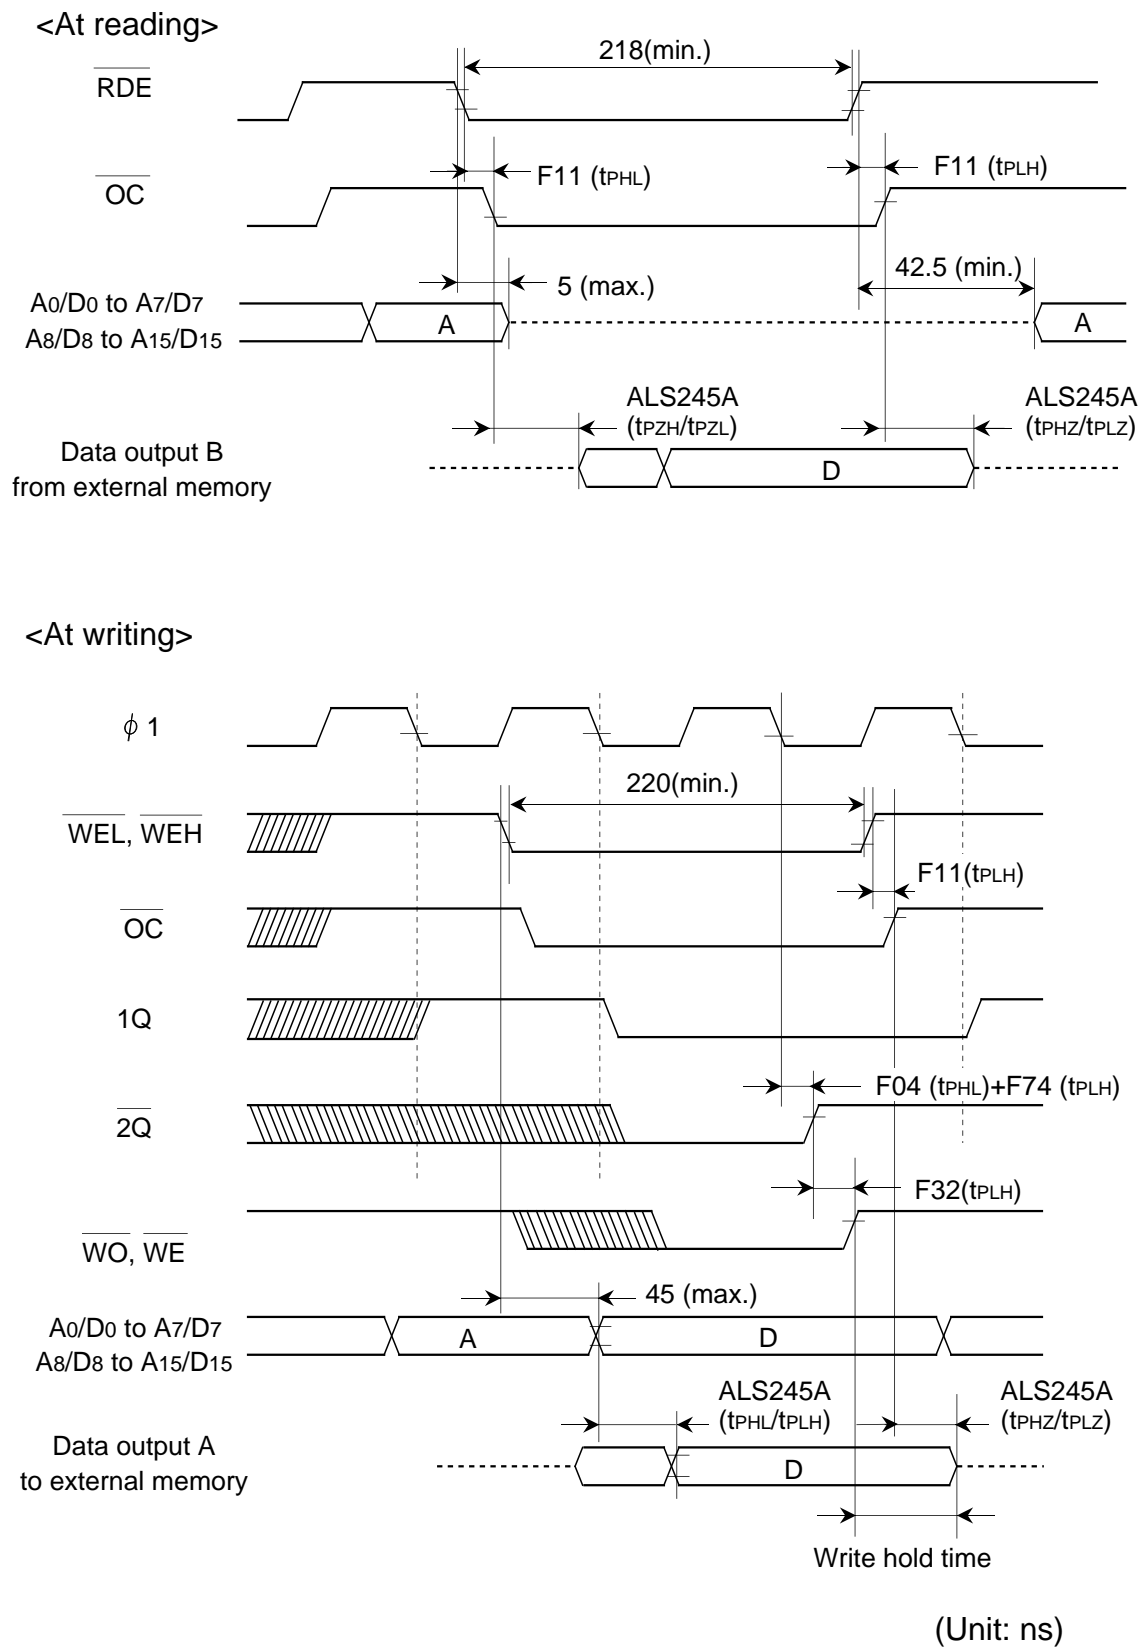 <At reading>
218(min.)
RDE
F11 (tPHL)
F11 (tPLH)
OC
5 (max.)
42.5 (min.)
A0/D0 to A7/D7
A8/D8 to A15/D15
A
A
ALS245A
(tPZH/tPZL)
ALS245A
(tPHZ/tPLZ)
Data output B
from external memory
D
<At writing>
ϕ 1
220(min.)
WEL, WEH
F11(tPLH)
OC
1Q
F04 (tPHL)+F74 (tPLH)
2Q
F32(tPLH)
WO, WE
45 (max.)
A0/D0 to A7/D7
A8/D8 to A15/D15
A
D
ALS245A
(tPHL/tPLH)
ALS245A
(tPHZ/tPLZ)
Data output A
to external memory
D
Write hold time
(Unit: ns)